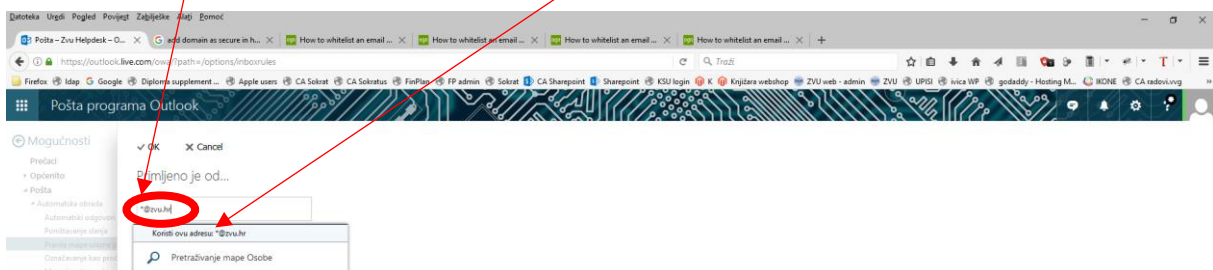 Datoteka Uredi Pogled Povijest Zabilješke Alati Pomoć
Pošta – Zvu Helpdesk – O... add domain as secure in h... How to whitelist an email ... How to whitelist an email ... How to whitelist an email ... How to whitelist an email ...
https://outlook.live.com/owa/?path=/options/inboxrules Traži
Firefox ldap Google Diploma supplement ... Apple users CA Sokrat CA Sokratus FinPlan FP admin Sokrat CA Sharepoint Sharepoint KSU login K Knjižara webshop ZVU web - admin ZVU UPISI ivica WP godaddy - Hosting M... IKONE CA radovi.vvg
Pošta programa Outlook
Mogućnosti
OK Cancel
Prečaci
Primljeno je od...
Općenito
Pošta
Automatska obrada
*@zvu.hr
Automatski odgovori
Koristi ovu adresu: *@zvu.hr
Poništavanje slanja
Pretraživanje mape Osobe